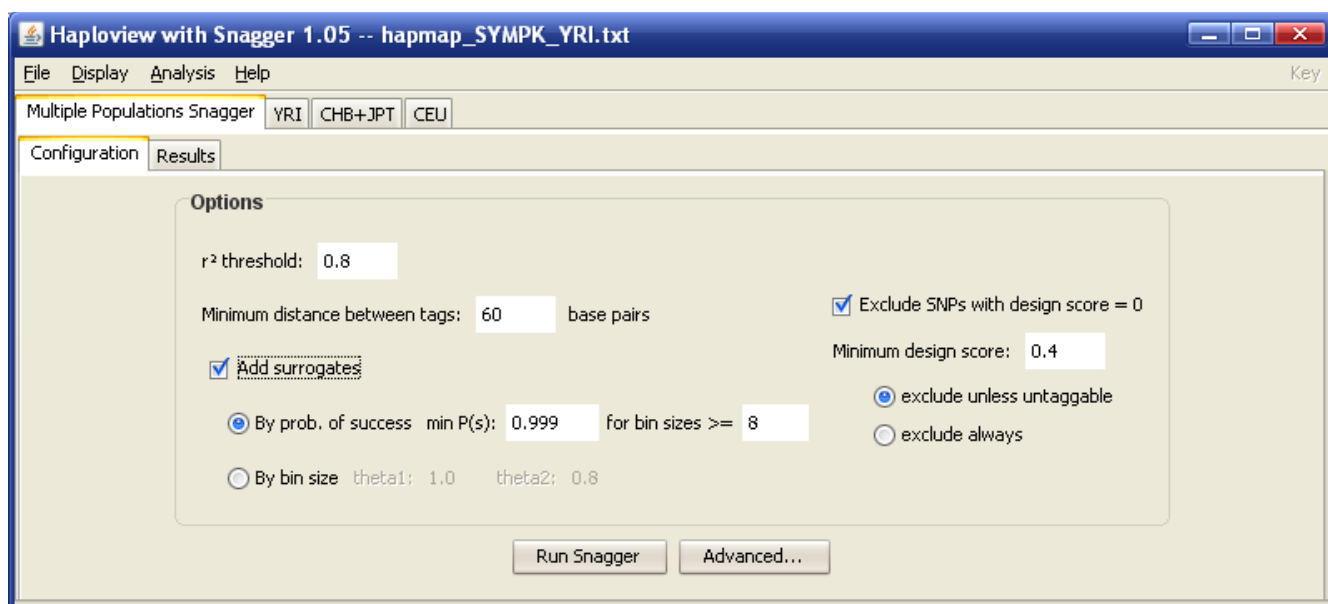 Haploview with Snagger 1.05 -- hapmap_SYMPK_YRI.txt
File Display Analysis Help Key
Multiple Populations Snagger YRI CHB+JPT CEU
Configuration Results
Options
r² threshold: 0.8
Minimum distance between tags: 60 base pairs
Exclude SNPs with design score = 0
Minimum design score: 0.4
Add surrogates
exclude unless untaggable
By prob. of success min P(s): 0.999 for bin sizes >= 8
exclude always
By bin size theta1: 1.0 theta2: 0.8
Run Snagger Advanced...